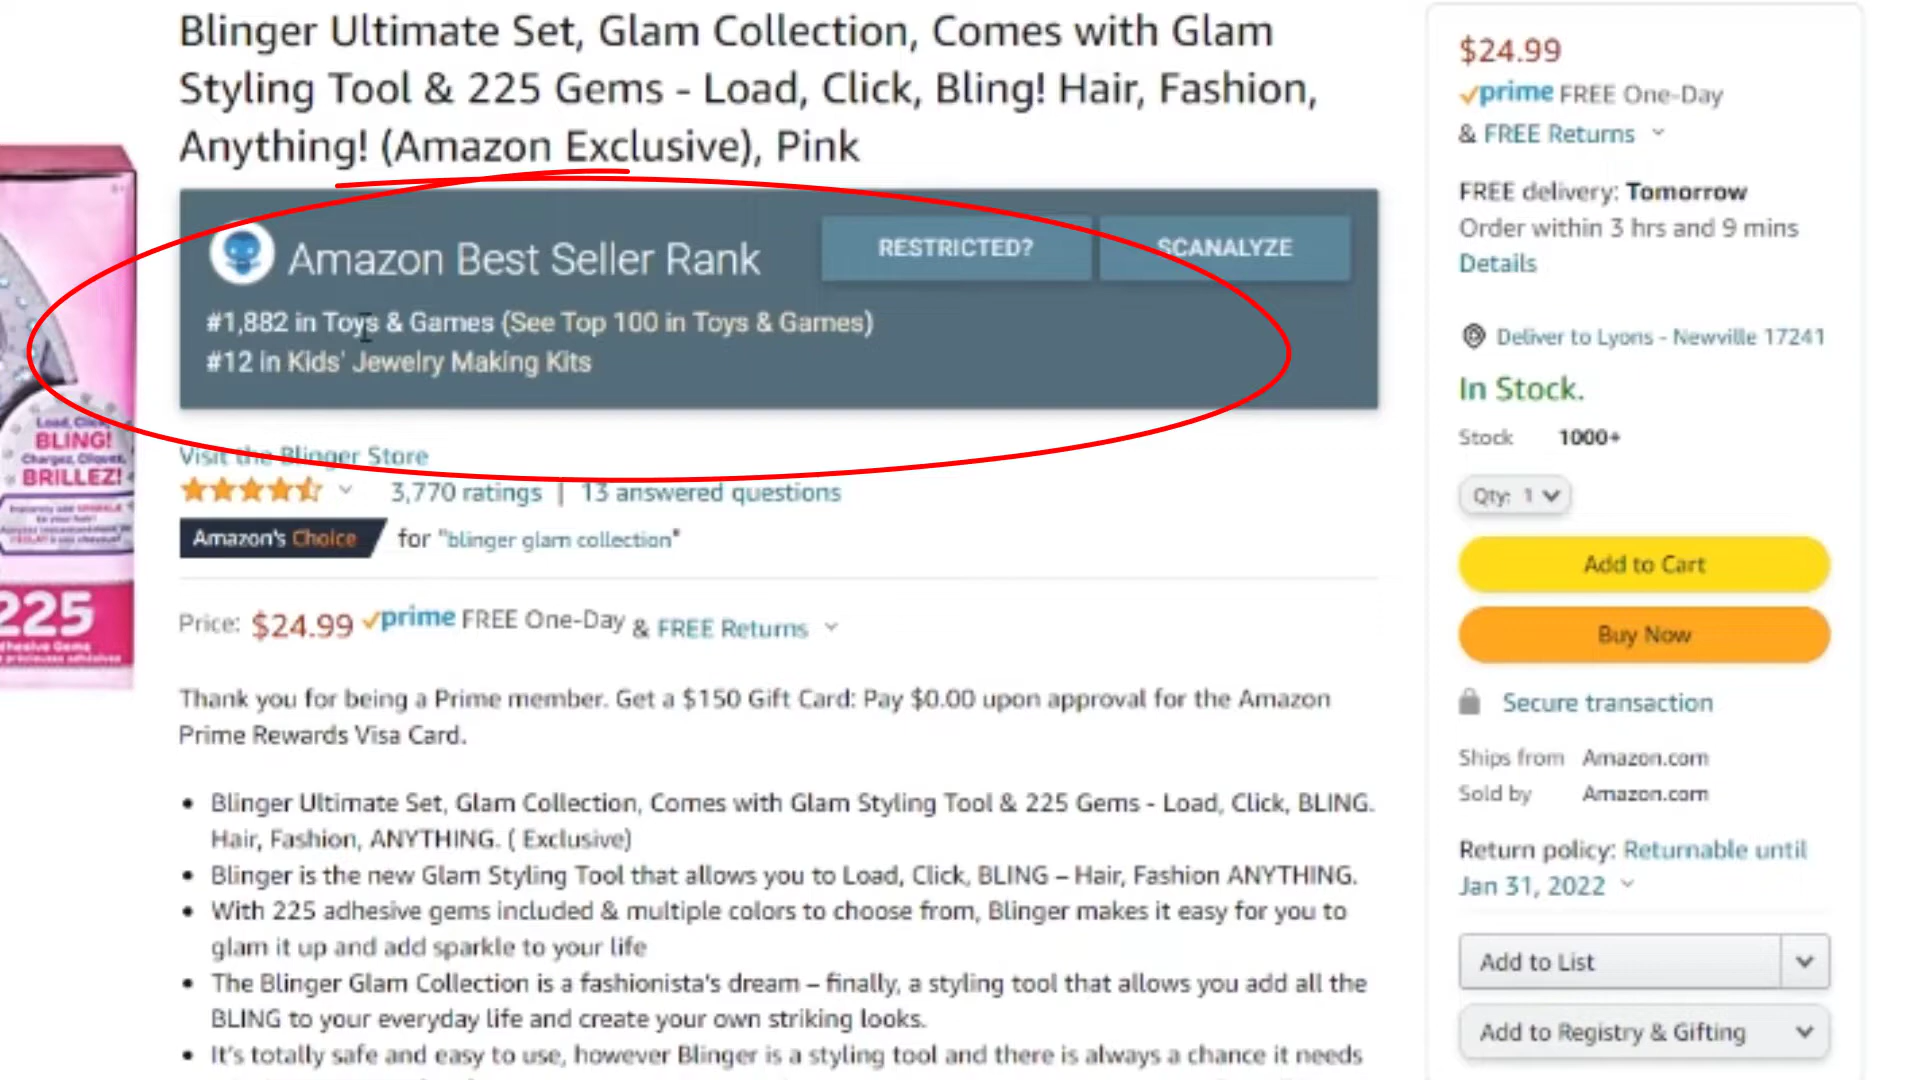 Blinger Ultimate Set, Glam Collection, Comes with Glam
Styling Tool & 225 Gems - Load, Click, Bling! Hair, Fashion,
Anything! (Amazon Exclusive), Pink
Amazon Best Seller Rank
RESTRICTED?
SCANALYZE
#1,882 in Toys & Games (See Top 100 in Toys & Games)
#12 in Kids' Jewelry Making Kits
Visit the Blinger Store
3,770 ratings | 13 answered questions
Amazon's Choice for "blinger glam collection"
Price: $24.99 prime FREE One-Day & FREE Returns
Thank you for being a Prime member. Get a $150 Gift Card: Pay $0.00 upon approval for the Amazon
Prime Rewards Visa Card.
• Blinger Ultimate Set, Glam Collection, Comes with Glam Styling Tool & 225 Gems - Load, Click, BLING.
Hair, Fashion, ANYTHING. ( Exclusive)
• Blinger is the new Glam Styling Tool that allows you to Load, Click, BLING – Hair, Fashion ANYTHING.
• With 225 adhesive gems included & multiple colors to choose from, Blinger makes it easy for you to
glam it up and add sparkle to your life
• The Blinger Glam Collection is a fashionista's dream – finally, a styling tool that allows you add all the
BLING to your everyday life and create your own striking looks.
• It's totally safe and easy to use, however Blinger is a styling tool and there is always a chance it needs
Load, Click,
BLING!
Chargez, Cliquez,
BRILLEZ!
225
$24.99
prime FREE One-Day
& FREE Returns
FREE delivery: Tomorrow
Order within 3 hrs and 9 mins
Details
Deliver to Lyons - Newville 17241
In Stock.
Stock 1000+
Qty: 1
Add to Cart
Buy Now
Secure transaction
Ships from Amazon.com
Sold by Amazon.com
Return policy: Returnable until
Jan 31, 2022
Add to List
Add to Registry & Gifting